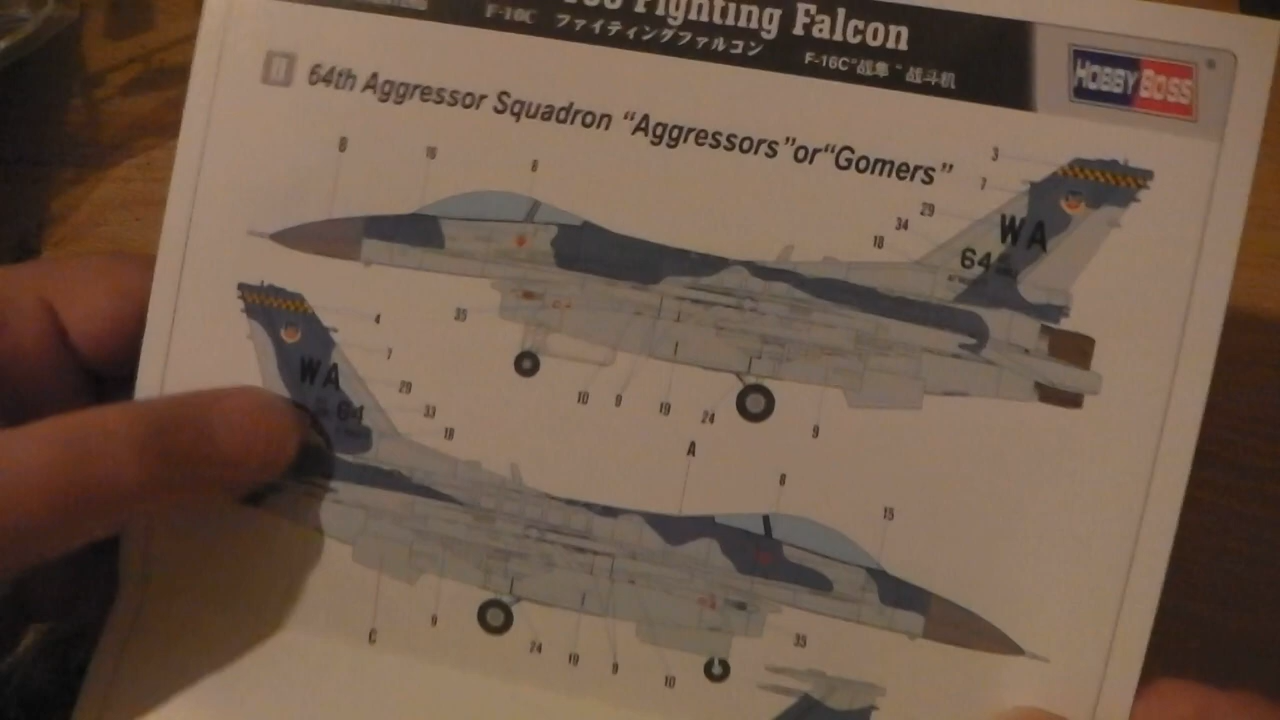 Fighting Falcon
F-16C ファイティングファルコン F-16C“战隼”战斗机
HOBBY BOSS
64th Aggressor Squadron “Aggressors”or“Gomers”
8 16 8 3
7
29
34
18
WA
64
4
35
7
29
33
18
WA
64
10 9 19 24 9
A
8
15
C 9 24 19 9 10 35